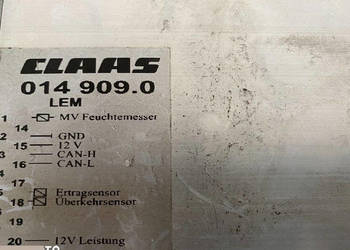 CLAAS
014 909.0
LEM
1 MV Feuchtemesser
14
2 GND
15 12 V
3 CAN-H
16 CAN-L
4
17
5 Ertragsensor
18 Überkehrsensor
6
19
7
20 12V Leistung